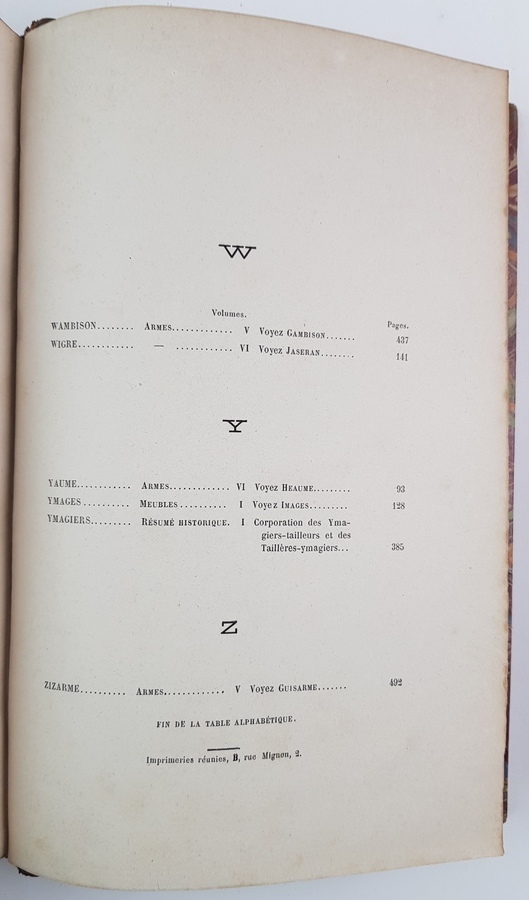 W
Volumes. Pages.
WAMBISON........ ARMES............ V Voyez GAMBISON....... 437
WIGRE............ — ............ VI Voyez JASERAN........ 141
Y
YAUME............ ARMES............. VI Voyez HEAUME......... 93
YMAGES.......... MEUBLES.......... I Voyez IMAGES......... 128
YMAGIERS......... RÉSUMÉ HISTORIQUE. I Corporation des Yma-
giers-tailleurs et des
Taillères-ymagiers... 385
Z
ZIZARME.......... ARMES............. V Voyez GUISARME....... 492
FIN DE LA TABLE ALPHABÉTIQUE.
Imprimeries réunies, B, rue Mignon, 2.